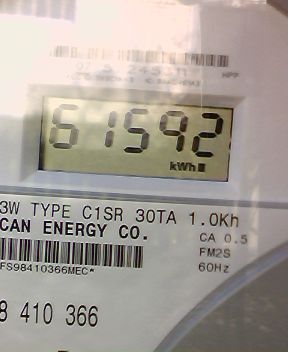 HPP
61592
kWh
3W TYPE C1SR 30TA 1.0Kh
CAN ENERGY CO.
CA 0.5
FM2S
FS98410366MEC*
60Hz
8 410 366